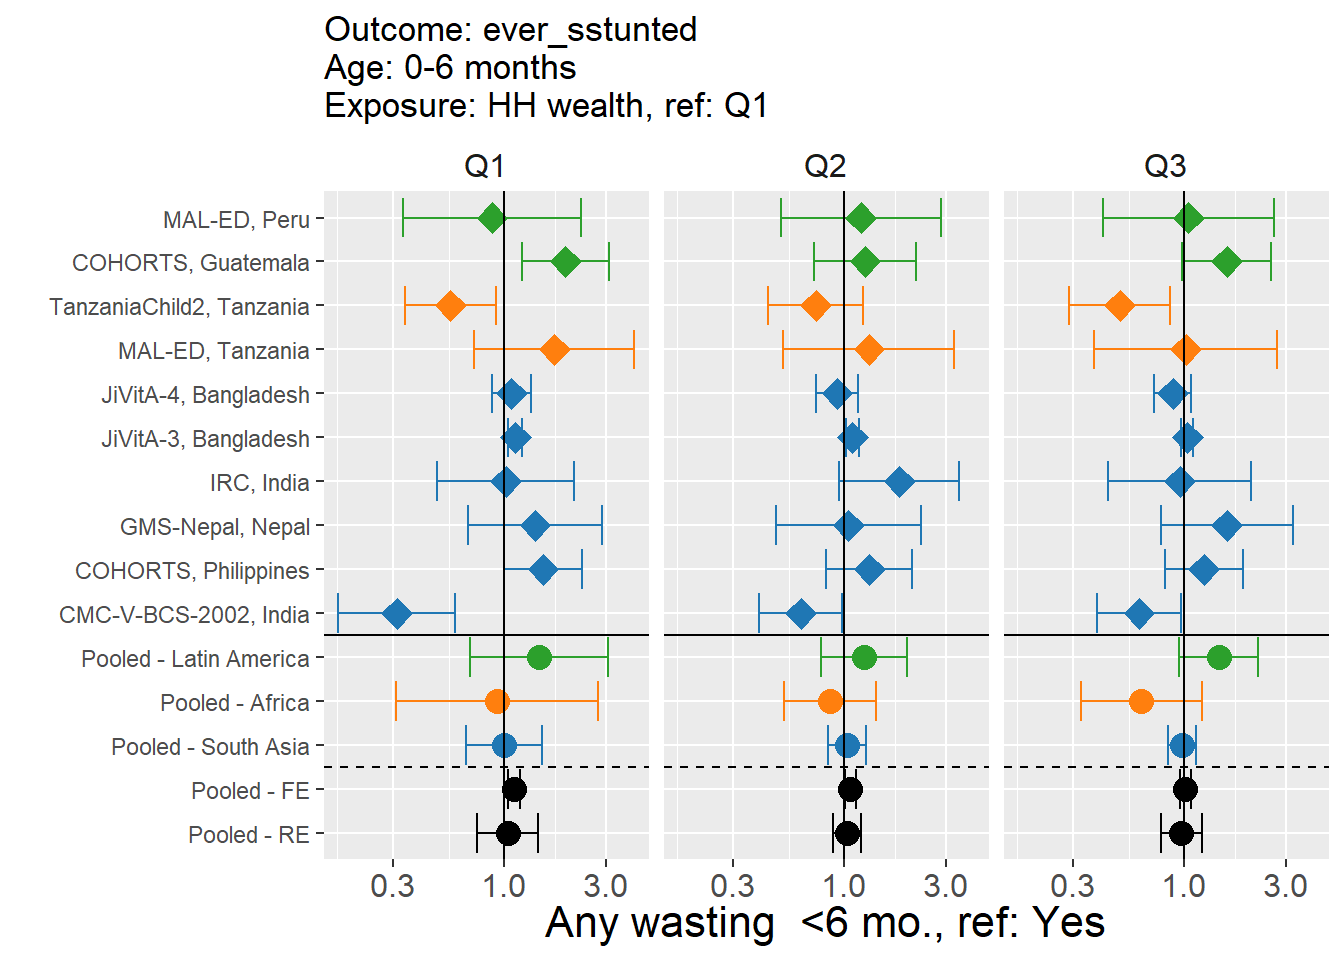 Outcome: ever_sstunted
Age: 0-6 months
Exposure: HH wealth, ref: Q1
Q1 Q2 Q3
MAL-ED, Peru
COHORTS, Guatemala
TanzaniaChild2, Tanzania
MAL-ED, Tanzania
JiVitA-4, Bangladesh
JiVitA-3, Bangladesh
IRC, India
GMS-Nepal, Nepal
COHORTS, Philippines
CMC-V-BCS-2002, India
Pooled - Latin America
Pooled - Africa
Pooled - South Asia
Pooled - FE
Pooled - RE
0.3 1.0 3.0 0.3 1.0 3.0 0.3 1.0 3.0
Any wasting  <6 mo., ref: Yes